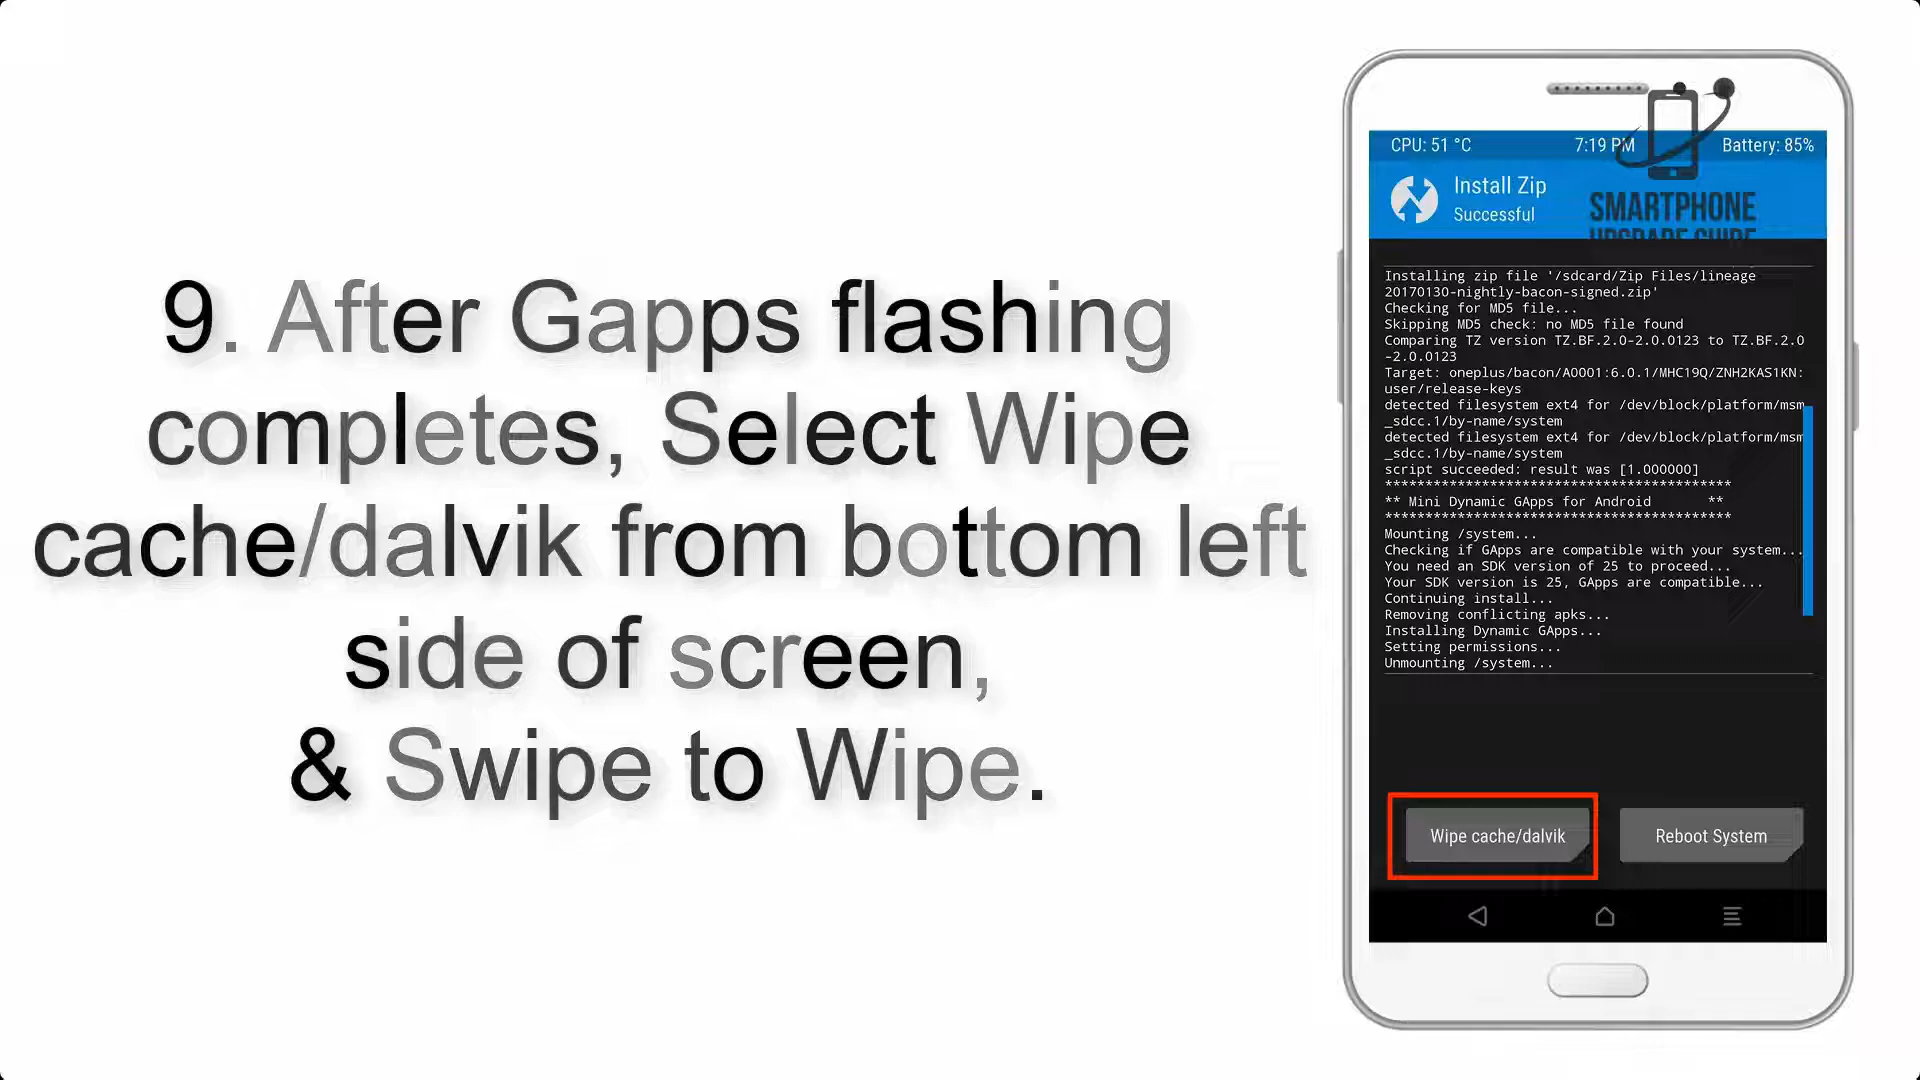 9. After Gapps flashing
completes, Select Wipe
cache/dalvik from bottom left
side of screen,
& Swipe to Wipe.
CPU: 51 °C 7:19 PM Battery: 85%
Install Zip
Successful
SMARTPHONE
UPGRADE GUIDE
Installing zip file '/sdcard/Zip Files/lineage
20170130-nightly-bacon-signed.zip'
Checking for MD5 file...
Skipping MD5 check: no MD5 file found
Comparing TZ version TZ.BF.2.0-2.0.0123 to TZ.BF.2.0
-2.0.0123
Target: oneplus/bacon/A0001:6.0.1/MHC19Q/ZNH2KAS1KN:
user/release-keys
detected filesystem ext4 for /dev/block/platform/msm
_sdcc.1/by-name/system
detected filesystem ext4 for /dev/block/platform/msm
_sdcc.1/by-name/system
script succeeded: result was [1.000000]
*******************************************
** Mini Dynamic GApps for Android       **
*******************************************
Mounting /system...
Checking if GApps are compatible with your system...
You need an SDK version of 25 to proceed...
Your SDK version is 25, GApps are compatible...
Continuing install...
Removing conflicting apks...
Installing Dynamic GApps...
Setting permissions...
Unmounting /system...
Wipe cache/dalvik Reboot System